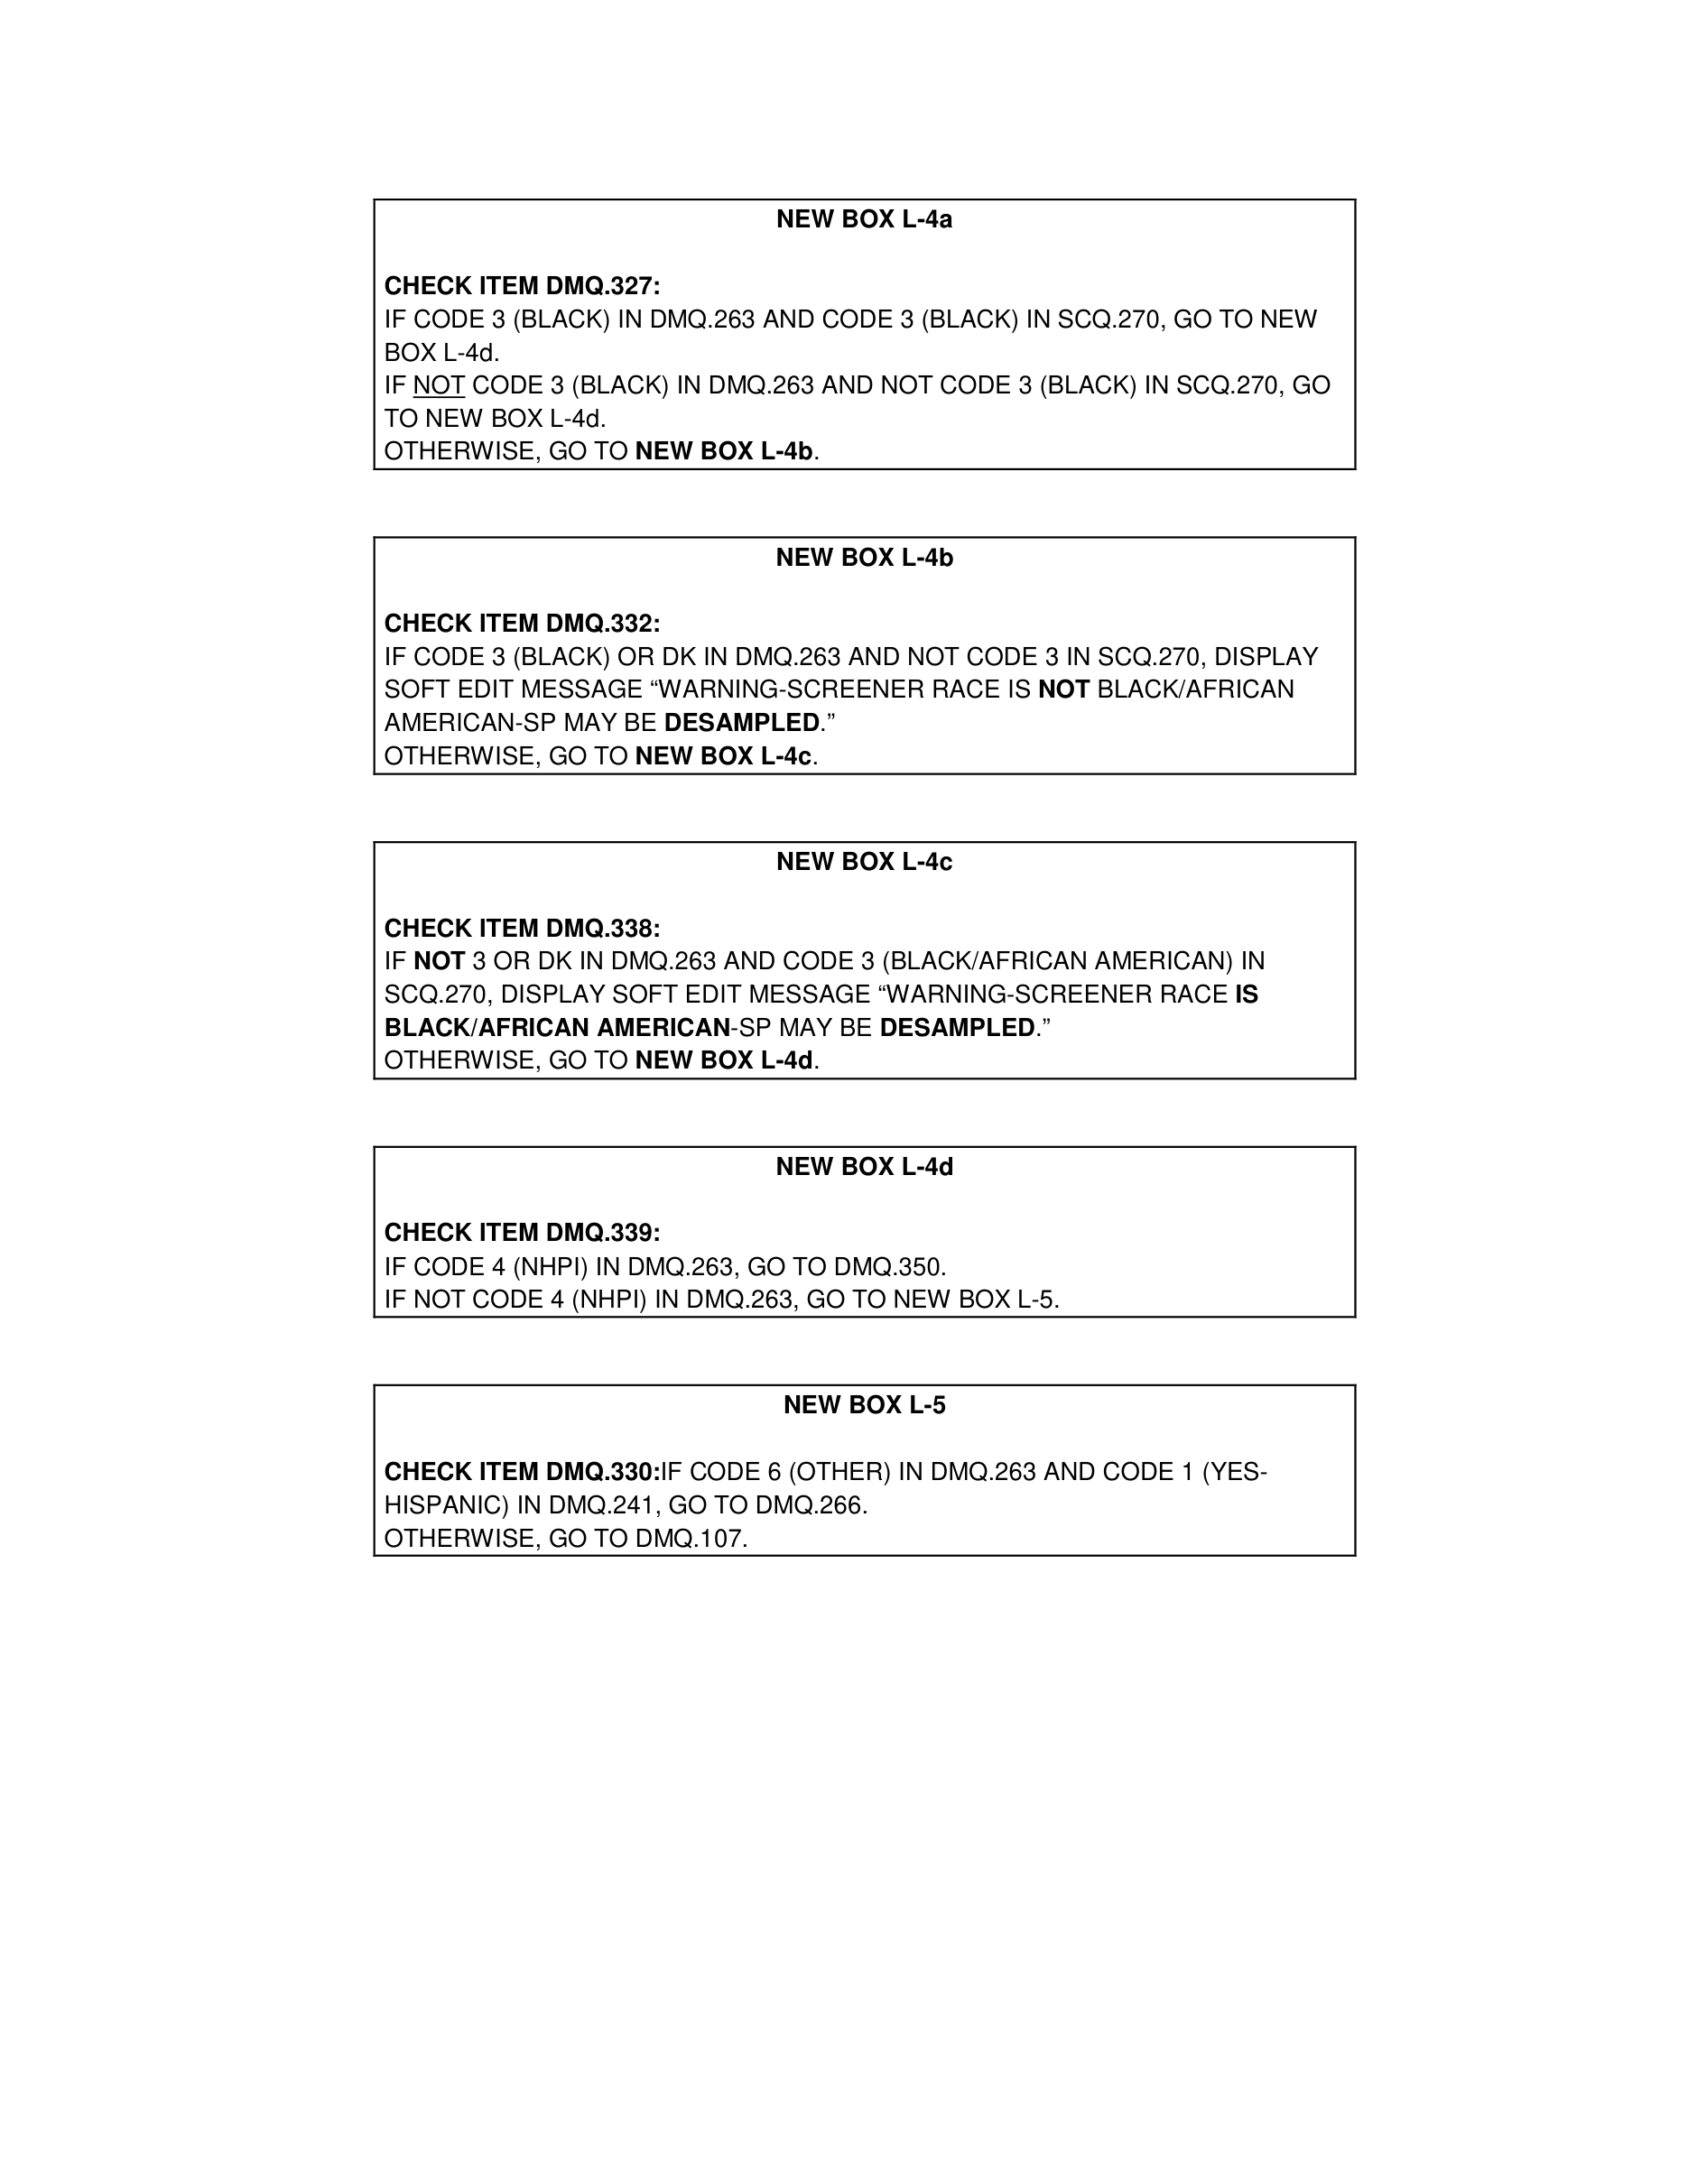 NEW BOX L-4a
CHECK ITEM DMQ.327:
IF CODE 3 (BLACK) IN DMQ.263 AND CODE 3 (BLACK) IN SCQ.270, GO TO NEW
BOX L-4d.
IF NOT CODE 3 (BLACK) IN DMQ.263 AND NOT CODE 3 (BLACK) IN SCQ.270, GO
TO NEW BOX L-4d.
OTHERWISE, GO TO NEW BOX L-4b.
NEW BOX L-4b
CHECK ITEM DMQ.332:
IF CODE 3 (BLACK) OR DK IN DMQ.263 AND NOT CODE 3 IN SCQ.270, DISPLAY
SOFT EDIT MESSAGE “WARNING-SCREENER RACE IS NOT BLACK/AFRICAN
AMERICAN-SP MAY BE DESAMPLED.”
OTHERWISE, GO TO NEW BOX L-4c.
NEW BOX L-4c
CHECK ITEM DMQ.338:
IF NOT 3 OR DK IN DMQ.263 AND CODE 3 (BLACK/AFRICAN AMERICAN) IN
SCQ.270, DISPLAY SOFT EDIT MESSAGE “WARNING-SCREENER RACE IS
BLACK/AFRICAN AMERICAN-SP MAY BE DESAMPLED.”
OTHERWISE, GO TO NEW BOX L-4d.
NEW BOX L-4d
CHECK ITEM DMQ.339:
IF CODE 4 (NHPI) IN DMQ.263, GO TO DMQ.350.
IF NOT CODE 4 (NHPI) IN DMQ.263, GO TO NEW BOX L-5.
NEW BOX L-5
CHECK ITEM DMQ.330:IF CODE 6 (OTHER) IN DMQ.263 AND CODE 1 (YES-
HISPANIC) IN DMQ.241, GO TO DMQ.266.
OTHERWISE, GO TO DMQ.107.